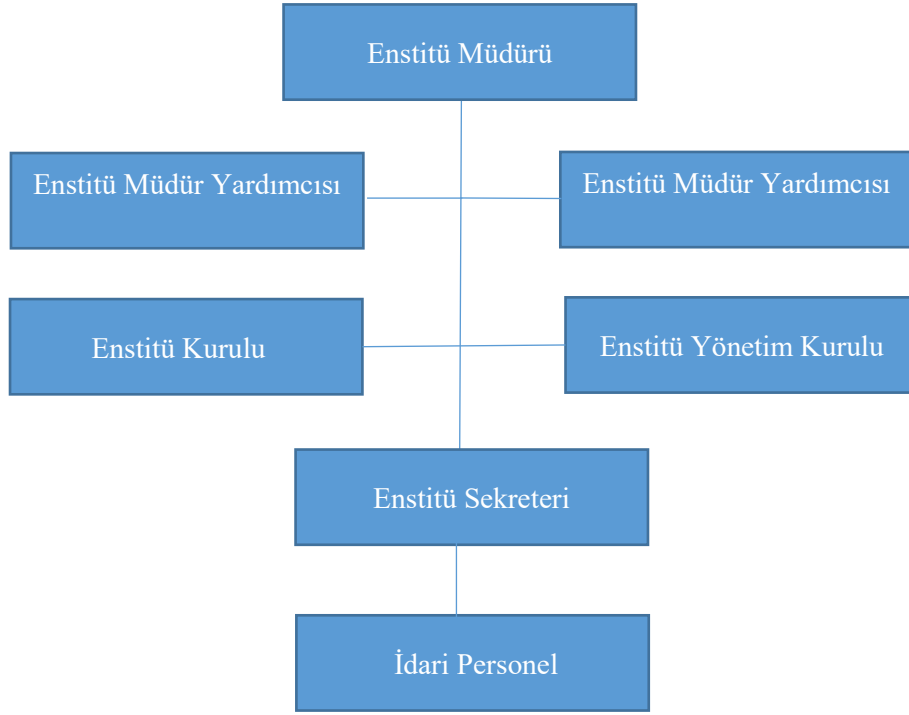 Enstitü Müdürü
Enstitü Müdür Yardımcısı
Enstitü Müdür Yardımcısı
Enstitü Kurulu
Enstitü Yönetim Kurulu
Enstitü Sekreteri
İdari Personel